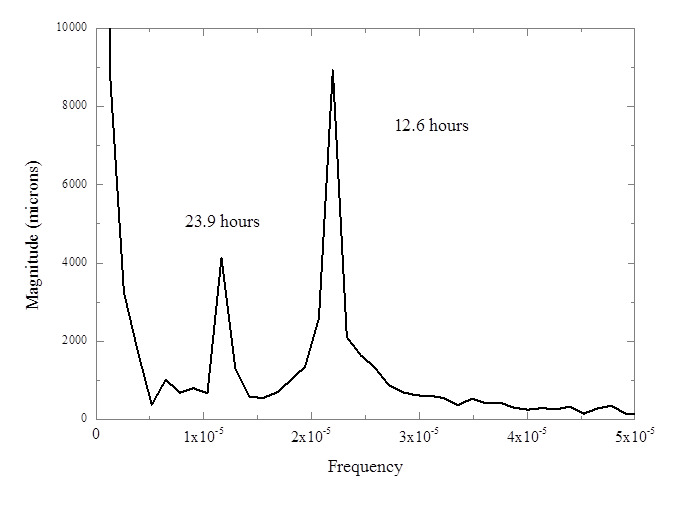 10000
8000
6000
4000
2000
0
Magnitude (microns)
23.9 hours
12.6 hours
0
1x10⁻⁵
2x10⁻⁵
3x10⁻⁵
4x10⁻⁵
5x10⁻⁵
Frequency